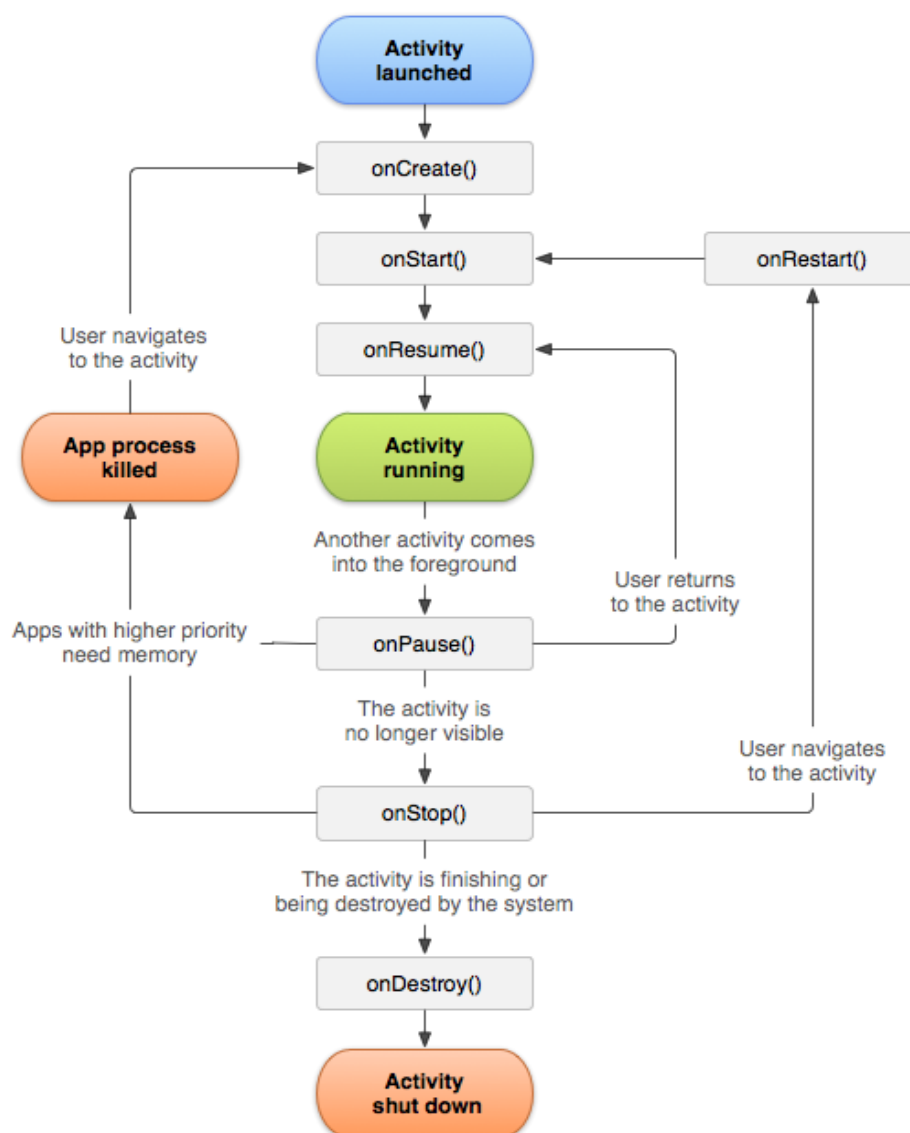 Activity
launched
onCreate()
onStart()
onRestart()
User navigates
to the activity
onResume()
App process
killed
Activity
running
Another activity comes
into the foreground
User returns
to the activity
Apps with higher priority
need memory
onPause()
The activity is
no longer visible
User navigates
to the activity
onStop()
The activity is finishing or
being destroyed by the system
onDestroy()
Activity
shut down